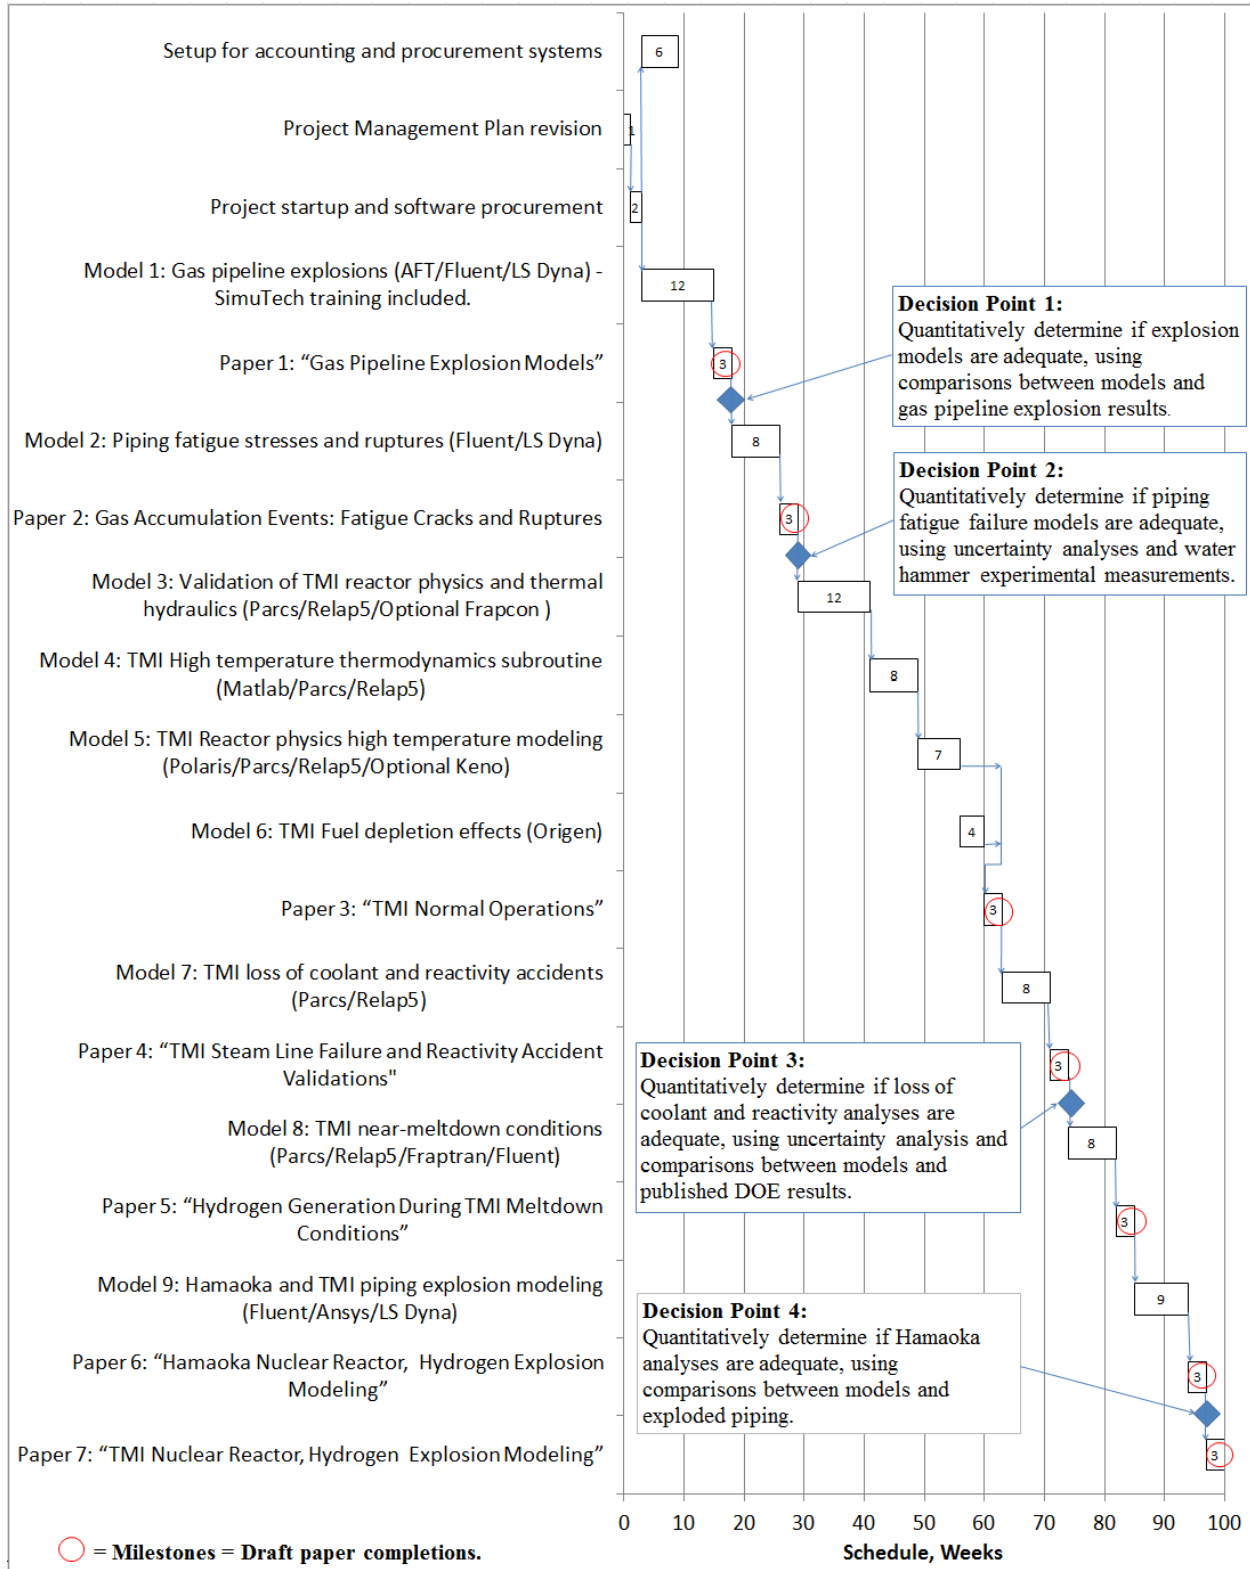 Setup for accounting and procurement systems
6
Project Management Plan revision
1
Project startup and software procurement
2
Model 1: Gas pipeline explosions (AFT/Fluent/LS Dyna) -
SimuTech training included.
12
Decision Point 1:
Quantitatively determine if explosion
models are adequate, using
comparisons between models and
gas pipeline explosion results.
Paper 1: “Gas Pipeline Explosion Models”
3
Model 2: Piping fatigue stresses and ruptures (Fluent/LS Dyna)
8
Decision Point 2:
Quantitatively determine if piping
fatigue failure models are adequate,
using uncertainty analyses and water
hammer experimental measurements.
Paper 2: Gas Accumulation Events: Fatigue Cracks and Ruptures
3
Model 3: Validation of TMI reactor physics and thermal
hydraulics (Parcs/Relap5/Optional Frapcon )
12
Model 4: TMI High temperature thermodynamics subroutine
(Matlab/Parcs/Relap5)
8
Model 5: TMI Reactor physics high temperature modeling
(Polaris/Parcs/Relap5/Optional Keno)
7
Model 6: TMI Fuel depletion effects (Origen)
4
Paper 3: “TMI Normal Operations”
3
Model 7: TMI loss of coolant and reactivity accidents
(Parcs/Relap5)
8
Paper 4: “TMI Steam Line Failure and Reactivity Accident
Validations"
3
Decision Point 3:
Quantitatively determine if loss of
coolant and reactivity analyses are
adequate, using uncertainty analysis and
comparisons between models and
published DOE results.
Model 8: TMI near-meltdown conditions
(Parcs/Relap5/Fraptran/Fluent)
8
Paper 5: “Hydrogen Generation During TMI Meltdown
Conditions”
3
Model 9: Hamaoka and TMI piping explosion modeling
(Fluent/Ansys/LS Dyna)
9
Decision Point 4:
Quantitatively determine if Hamaoka
analyses are adequate, using
comparisons between models and
exploded piping.
Paper 6: “Hamaoka Nuclear Reactor, Hydrogen Explosion
Modeling”
3
Paper 7: “TMI Nuclear Reactor, Hydrogen Explosion Modeling”
3
0 10 20 30 40 50 60 70 80 90 100
Schedule, Weeks
= Milestones = Draft paper completions.